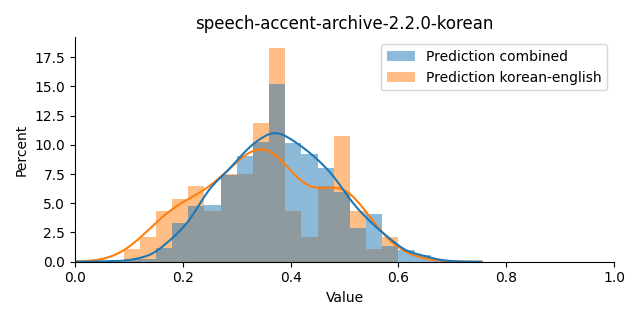 speech-accent-archive-2.2.0-korean
Prediction combined
Prediction korean-english
Percent
17.5
15.0
12.5
10.0
7.5
5.0
2.5
0.0
0.0 0.2 0.4 0.6 0.8 1.0
Value